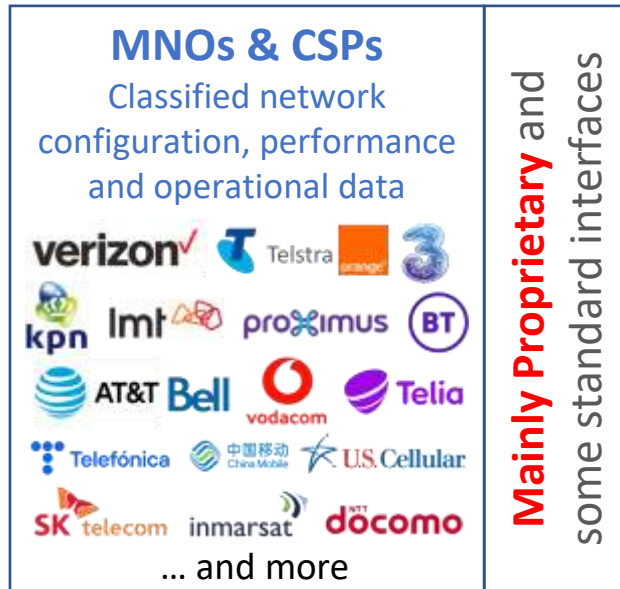 MNOs & CSPs
Classified network
configuration, performance
and operational data
verizon Telstra orange 3
kpn lmt proximus BT
AT&T Bell vodacom Telia
Telefónica 中国移动 China Mobile U.S. Cellular
SK telecom inmarsat NTT döcomo
... and more
Mainly Proprietary and
some standard interfaces